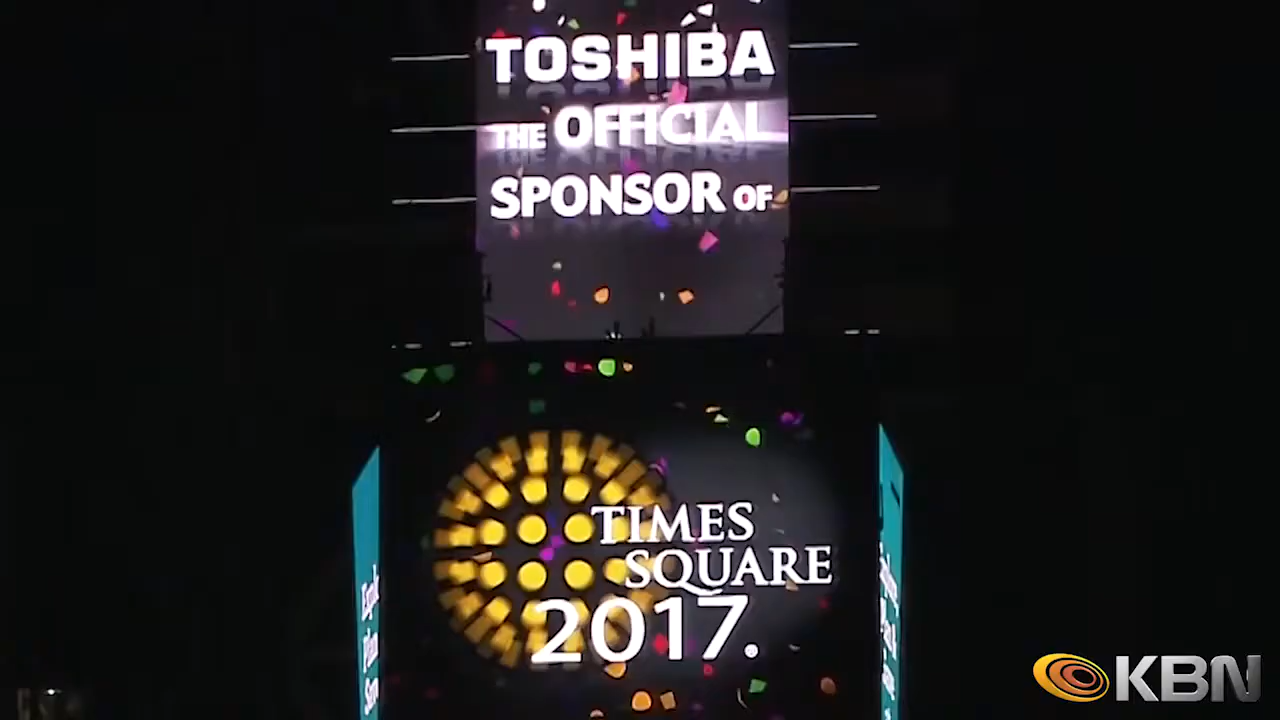 TOSHIBA
THE OFFICIAL
SPONSOR OF
TIMES
SQUARE
2017.
KBN